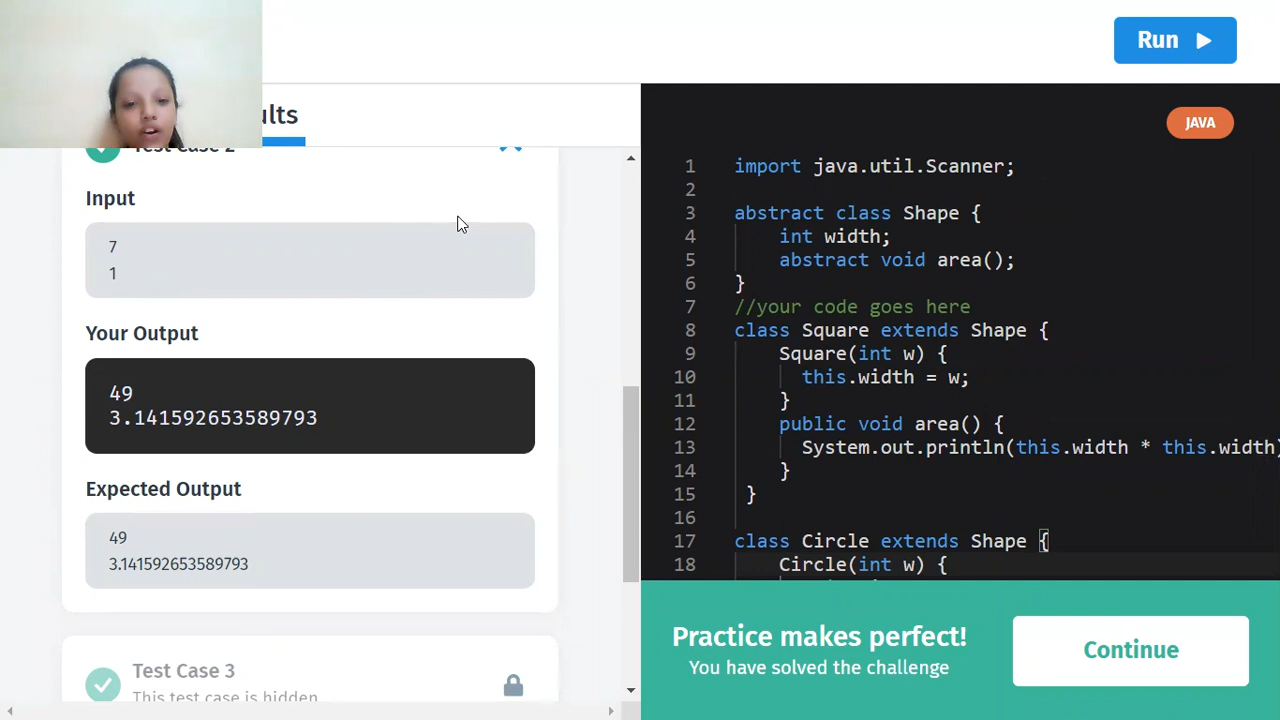 Run
ults
Test Case 2
Input
7
1
Your Output
49
3.141592653589793
Expected Output
49
3.141592653589793
Test Case 3
This test case is hidden
JAVA
1 import java.util.Scanner;
2
3 abstract class Shape {
4 int width;
5 abstract void area();
6 }
7 //your code goes here
8 class Square extends Shape {
9 Square(int w) {
10 this.width = w;
11 }
12 public void area() {
13 System.out.println(this.width * this.width)
14 }
15 }
16
17 class Circle extends Shape {
18 Circle(int w) {
Practice makes perfect!
You have solved the challenge
Continue